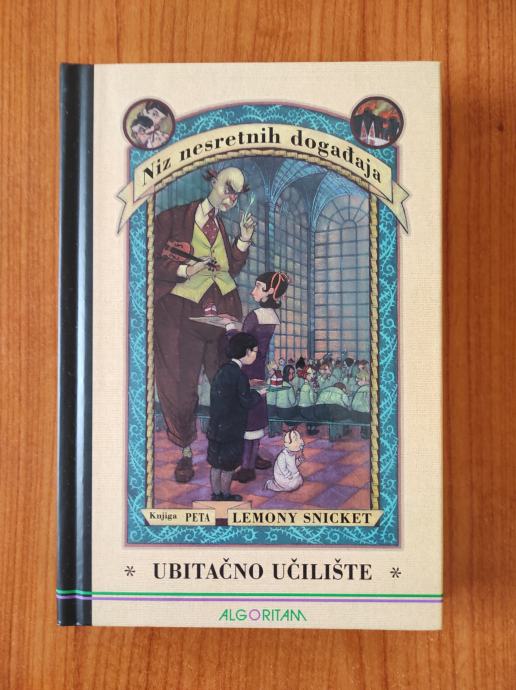 Niz nesretnih događaja
Knjiga PETA LEMONY SNICKET
* UBITAČNO UČILIŠTE *
ALGORITAM